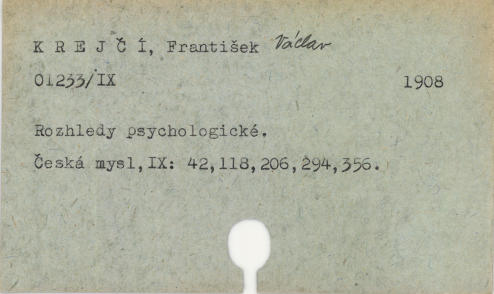 K R E J Č Í, František Václav
01233/IX 1908
Rozhledy psychologické.
Česká mysl,IX: 42,118,206,294,356.